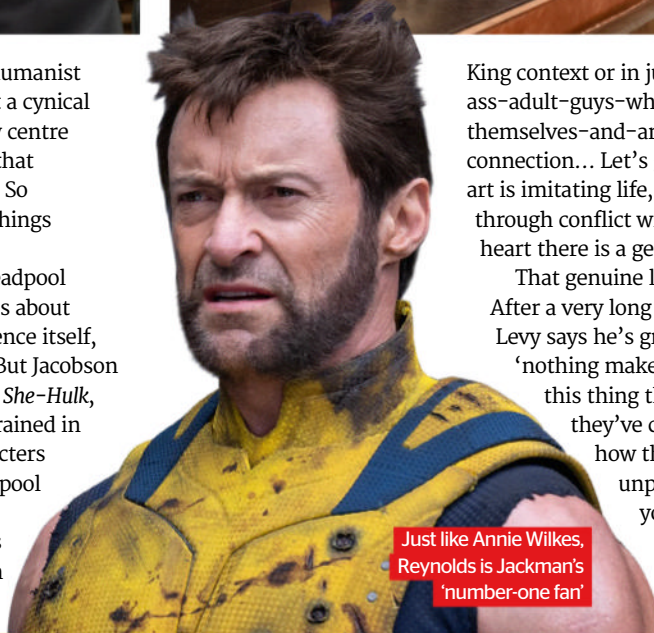 umanist
a cynical
centre
that
So
hings
eadpool
s about
ence itself,
But Jacobson
She-Hulk,
rained in
cters
pool
s
n
King context or in ju
ass-adult-guys-wh
themselves-and-ar
connection… Let's
art is imitating life,
through conflict w
heart there is a ge
That genuine l
After a very long
Levy says he's gr
'nothing make
this thing th
they've c
how th
unp
yo
Just like Annie Wilkes,
Reynolds is Jackman's
'number-one fan'